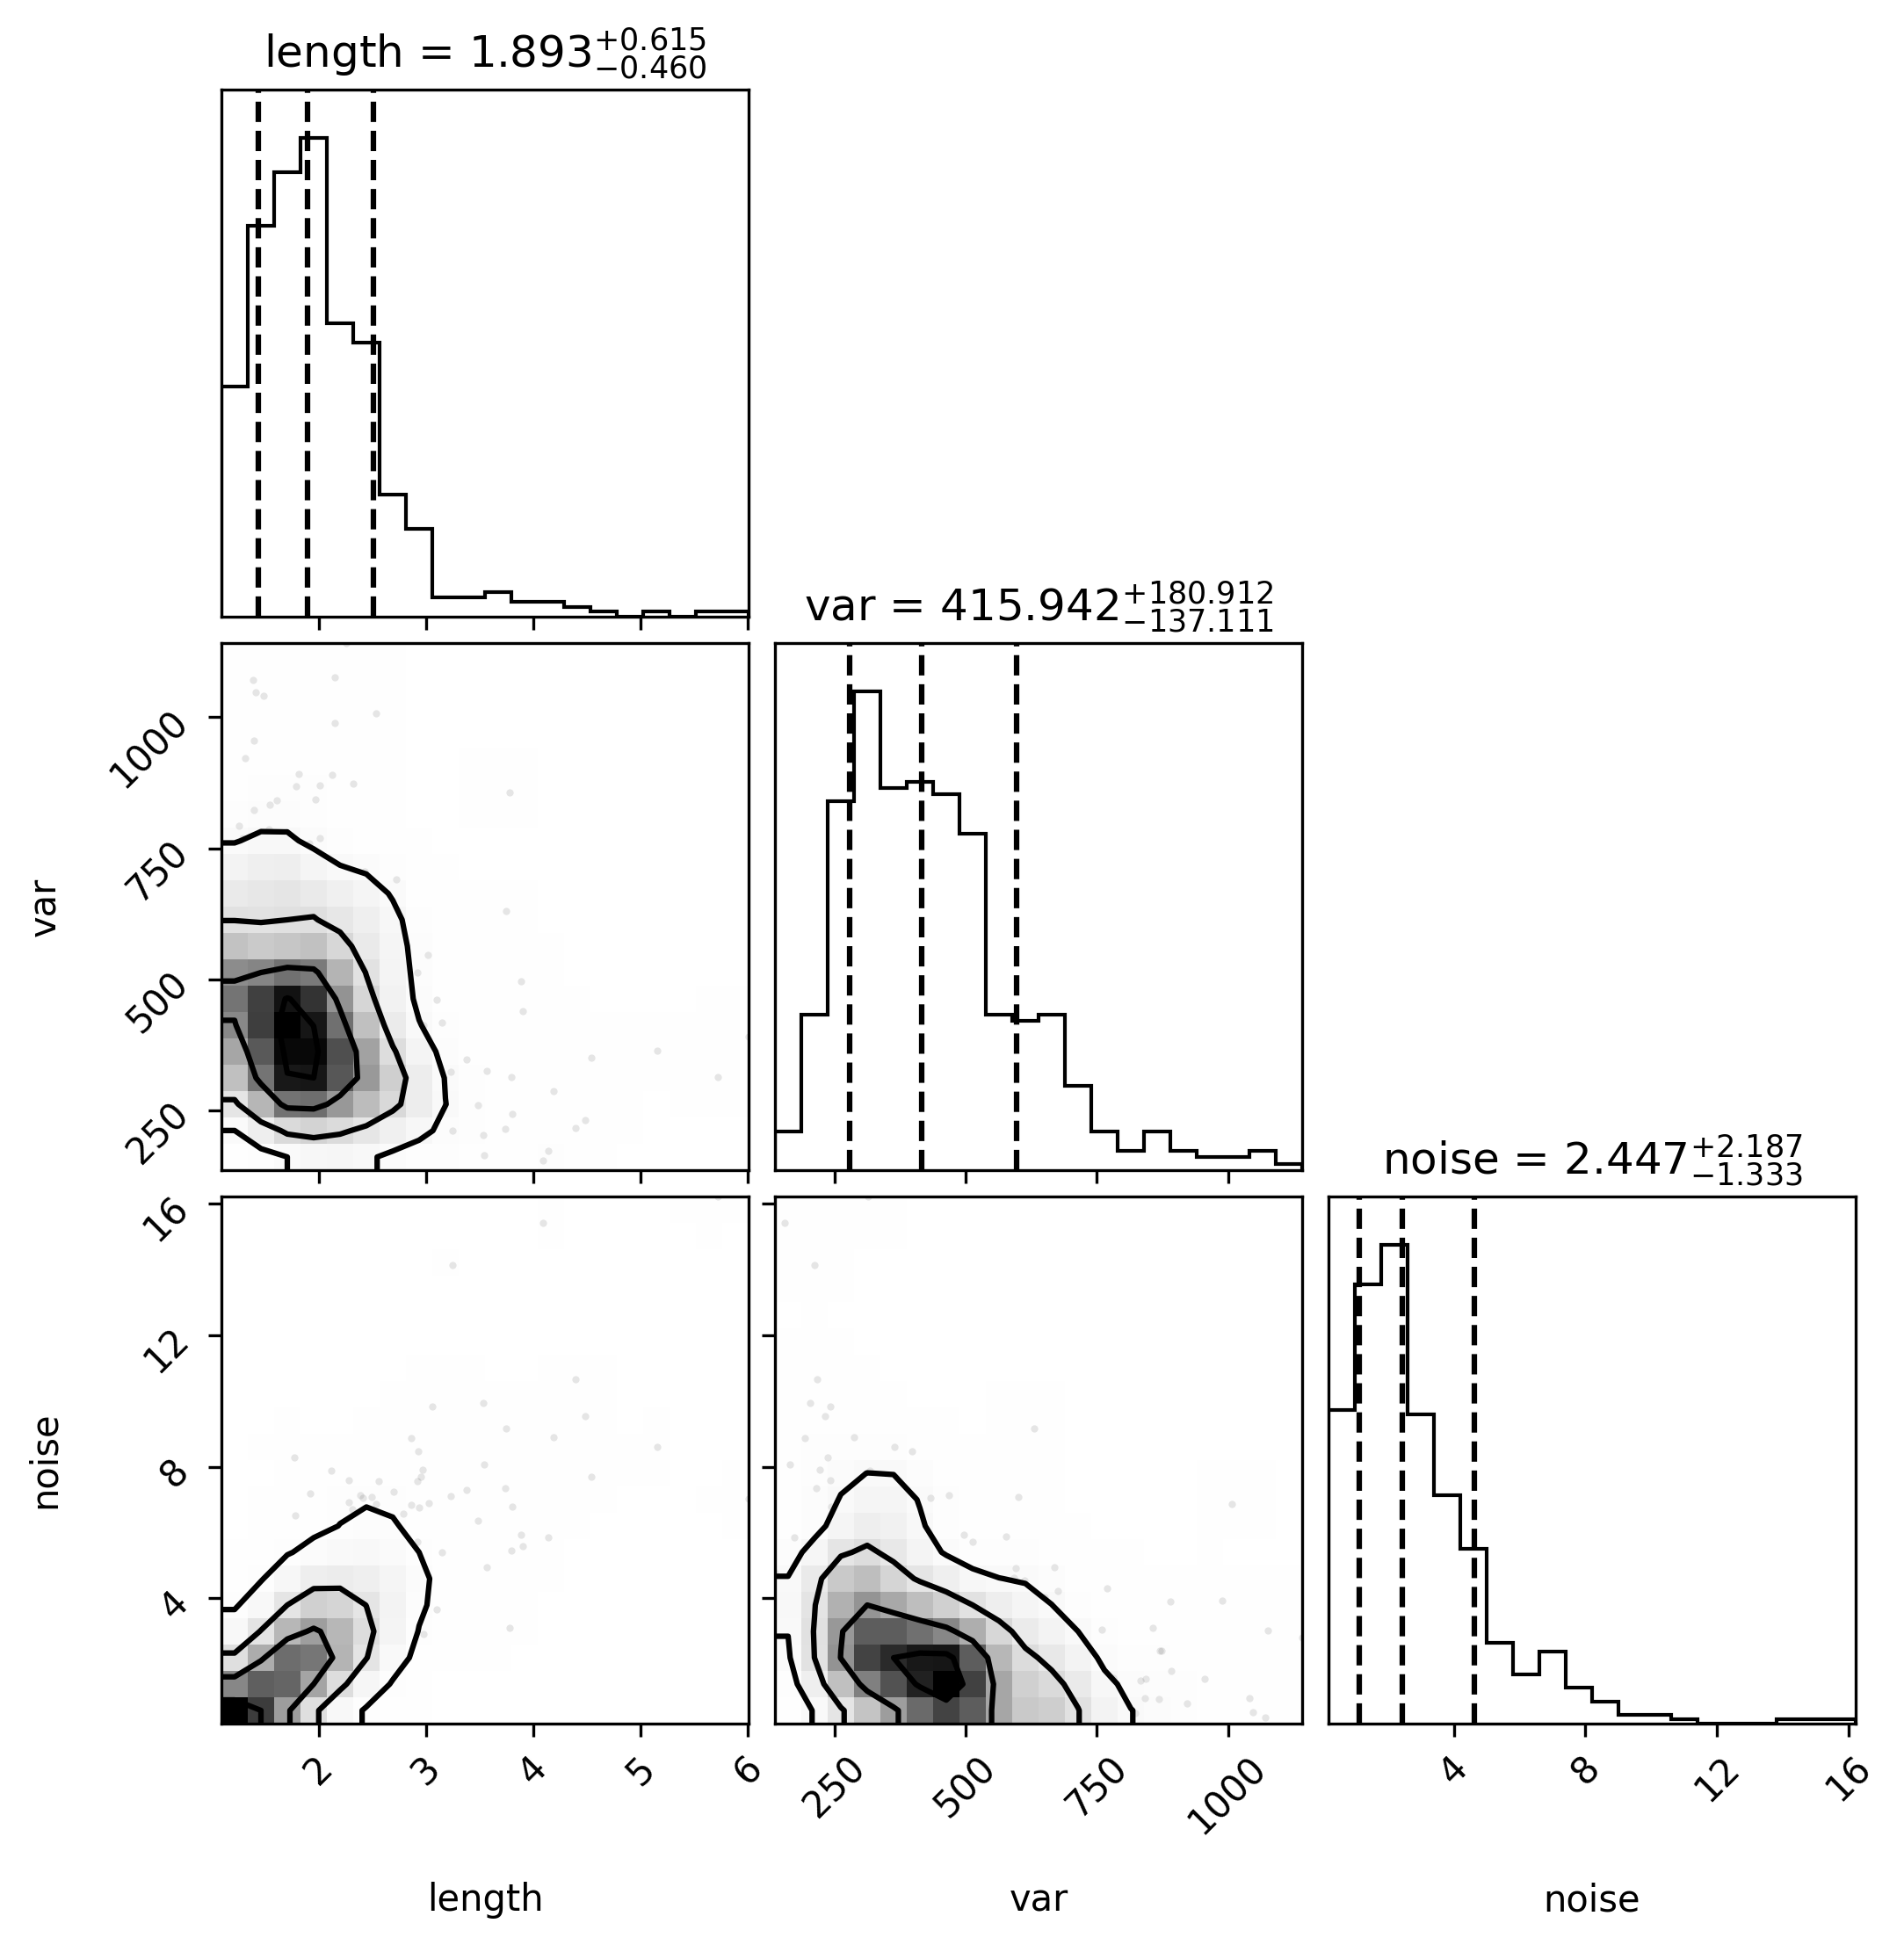 length = 1.893+0.615−0.460
var = 415.942+180.912−137.111
1000
750
500
250
var
noise = 2.447+2.187−1.333
16
12
8
4
noise
2 3 4 5 6
250 500 750 1000
4 8 12 16
length var noise